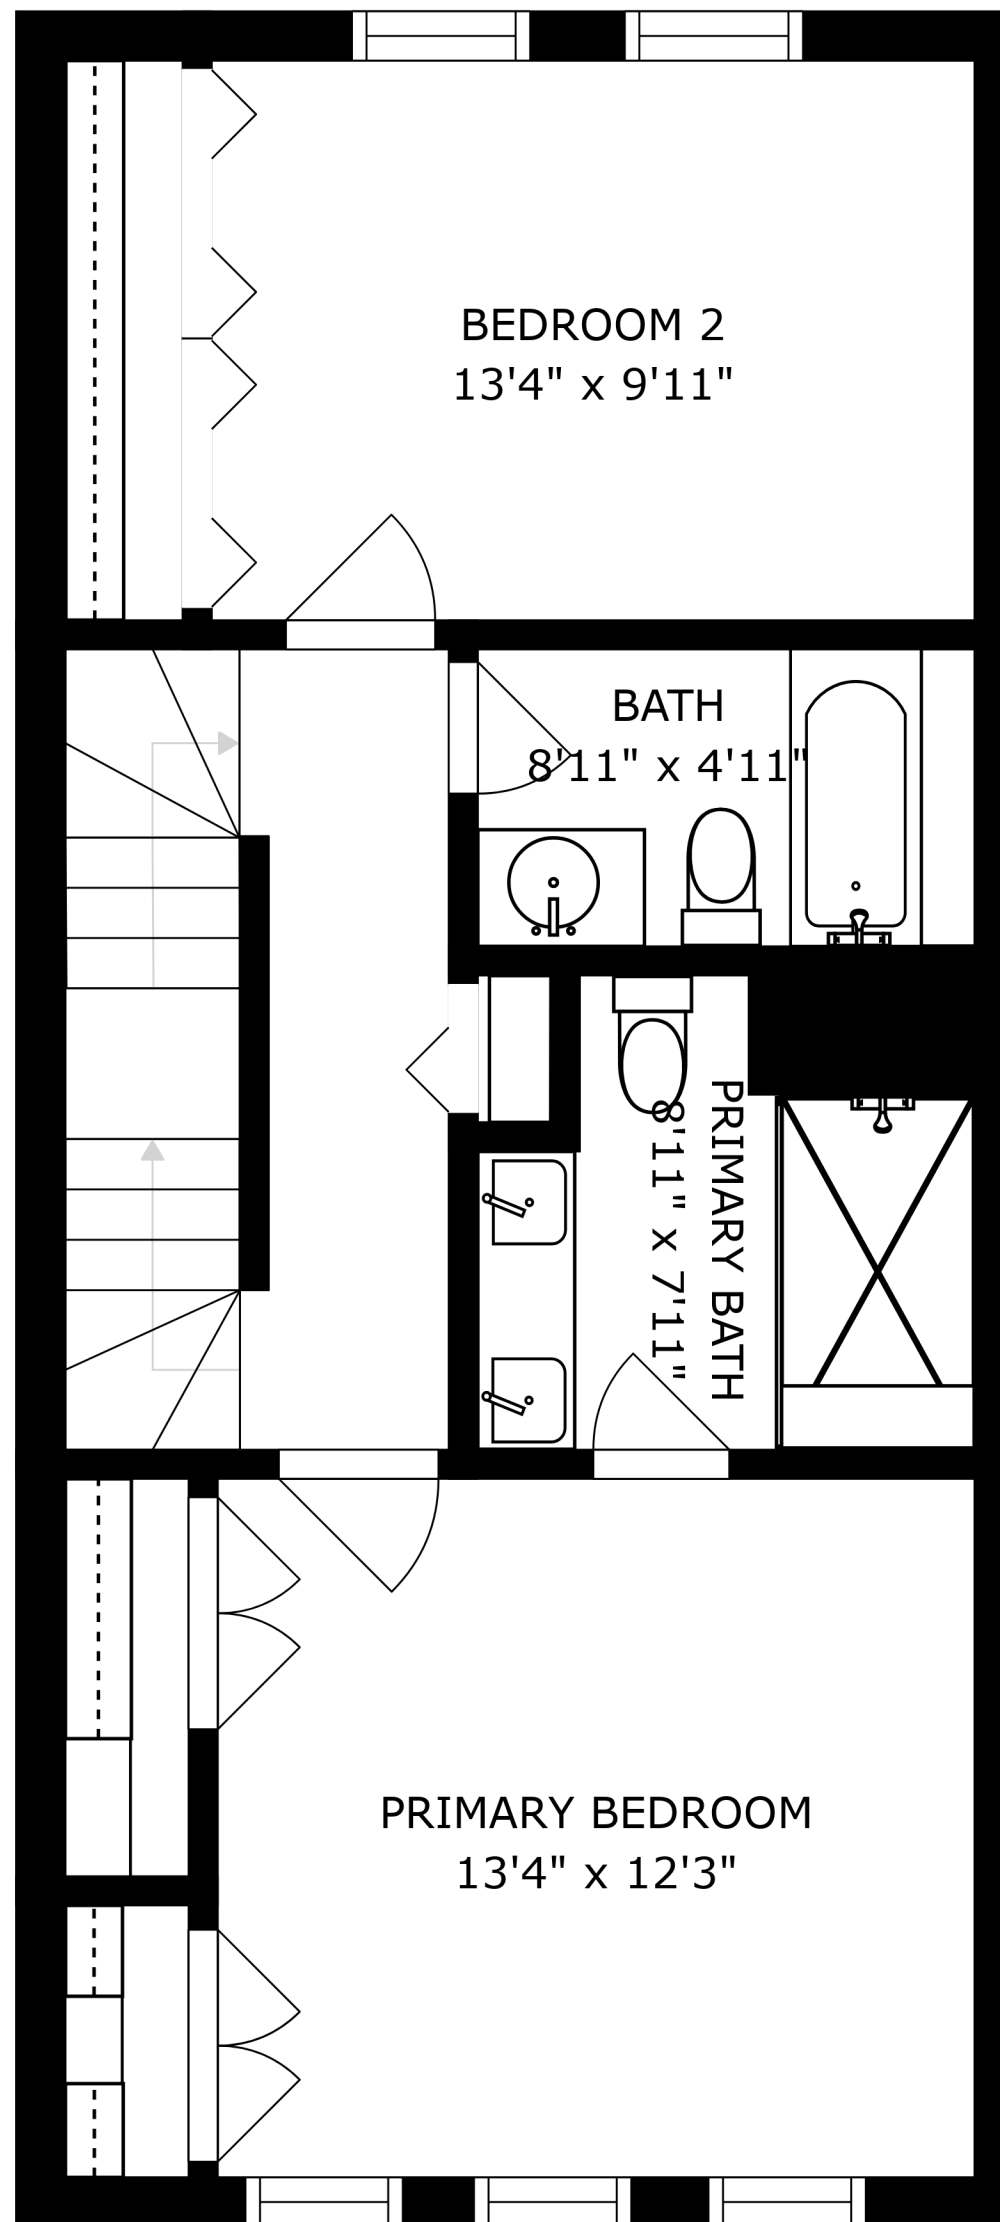 BEDROOM 2
13'4" x 9'11"
BATH
8'11" x 4'11"
PRIMARY BATH
8'11" x 7'11"
PRIMARY BEDROOM
13'4" x 12'3"